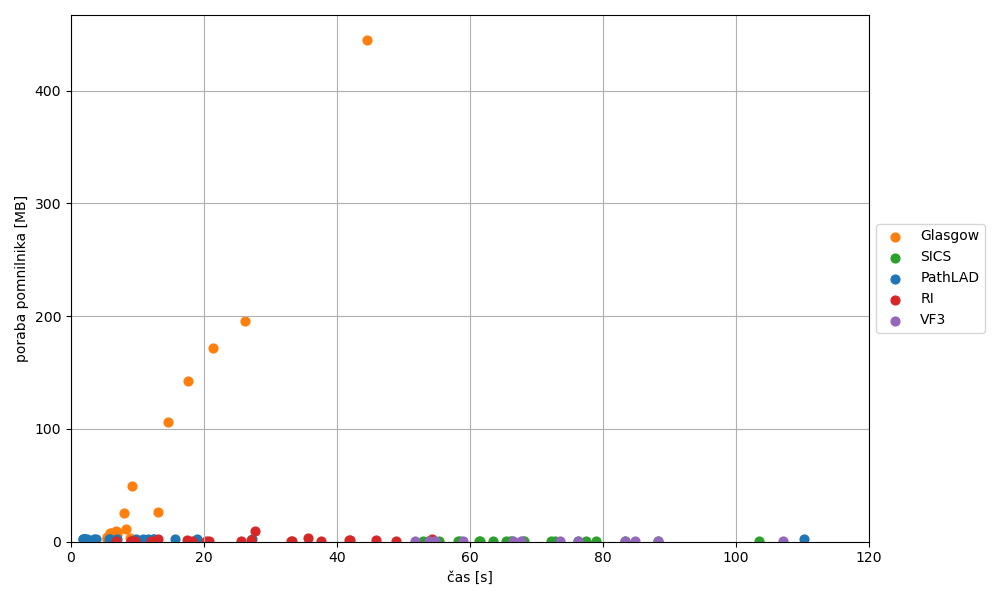 400
300
200
100
0
poraba pomnilnika [MB]
0 20 40 60 80 100 120
čas [s]
Glasgow
SICS
PathLAD
RI
VF3